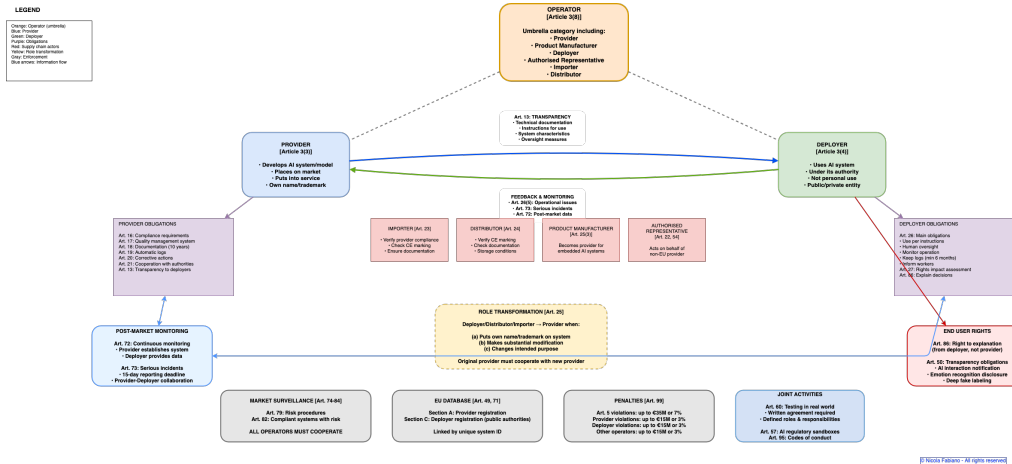 LEGEND
Orange: Operator (umbrella)
Blue: Provider
Green: Deployer
Purple: Obligations
Red: Supply chain actors
Yellow: Role transformation
Gray: Enforcement
Blue arrows: Information flow
OPERATOR
[Article 3(8)]
Umbrella category including:
• Provider
• Product Manufacturer
• Deployer
• Authorised Representative
• Importer
• Distributor
Art. 13: TRANSPARENCY
• Technical documentation
• Instructions for use
• System characteristics
• Oversight measures
PROVIDER
[Article 3(3)]
• Develops AI system/model
• Places on market
• Puts into service
• Own name/trademark
DEPLOYER
[Article 3(4)]
• Uses AI system
• Under its authority
• Not personal use
• Public/private entity
FEEDBACK & MONITORING
• Art. 26(5): Operational issues
• Art. 73: Serious incidents
• Art. 72: Post-market data
PROVIDER OBLIGATIONS
Art. 16: Compliance requirements
Art. 17: Quality management system
Art. 18: Documentation (10 years)
Art. 19: Automatic logs
Art. 20: Corrective actions
Art. 21: Cooperation with authorities
Art. 13: Transparency to deployers
IMPORTER [Art. 23]
• Verify provider compliance
• Check CE marking
• Ensure documentation
DISTRIBUTOR [Art. 24]
• Verify CE marking
• Check documentation
• Storage conditions
PRODUCT MANUFACTURER
[Art. 25(3)]
Becomes provider for
embedded AI systems
AUTHORISED
REPRESENTATIVE
[Art. 22, 54]
Acts on behalf of
non-EU provider
DEPLOYER OBLIGATIONS
Art. 26: Main obligations
• Use per instructions
• Human oversight
• Monitor operation
• Keep logs (min 6 months)
• Inform workers
Art. 27: Rights impact assessment
Art. 86: Explain decisions
POST-MARKET MONITORING
Art. 72: Continuous monitoring
• Provider establishes system
• Deployer provides data
Art. 73: Serious incidents
• 15-day reporting deadline
• Provider-Deployer collaboration
ROLE TRANSFORMATION [Art. 25]
Deployer/Distributor/Importer → Provider when:
(a) Puts own name/trademark on system
(b) Makes substantial modification
(c) Changes intended purpose
Original provider must cooperate with new provider
END USER RIGHTS
Art. 86: Right to explanation
(from deployer, not provider)
Art. 50: Transparency obligations
• AI interaction notification
• Emotion recognition disclosure
• Deep fake labeling
MARKET SURVEILLANCE [Art. 74-84]
Art. 79: Risk procedures
Art. 82: Compliant systems with risk
ALL OPERATORS MUST COOPERATE
EU DATABASE [Art. 49, 71]
Section A: Provider registration
Section C: Deployer registration (public authorities)
Linked by unique system ID
PENALTIES [Art. 99]
Art. 5 violations: up to €35M or 7%
Provider violations: up to €15M or 3%
Deployer violations: up to €15M or 3%
Other operators: up to €15M or 3%
JOINT ACTIVITIES
Art. 60: Testing in real world
• Written agreement required
• Defined roles & responsibilities
Art. 57: AI regulatory sandboxes
Art. 95: Codes of conduct
© Nicola Fabiano - All rights reserved